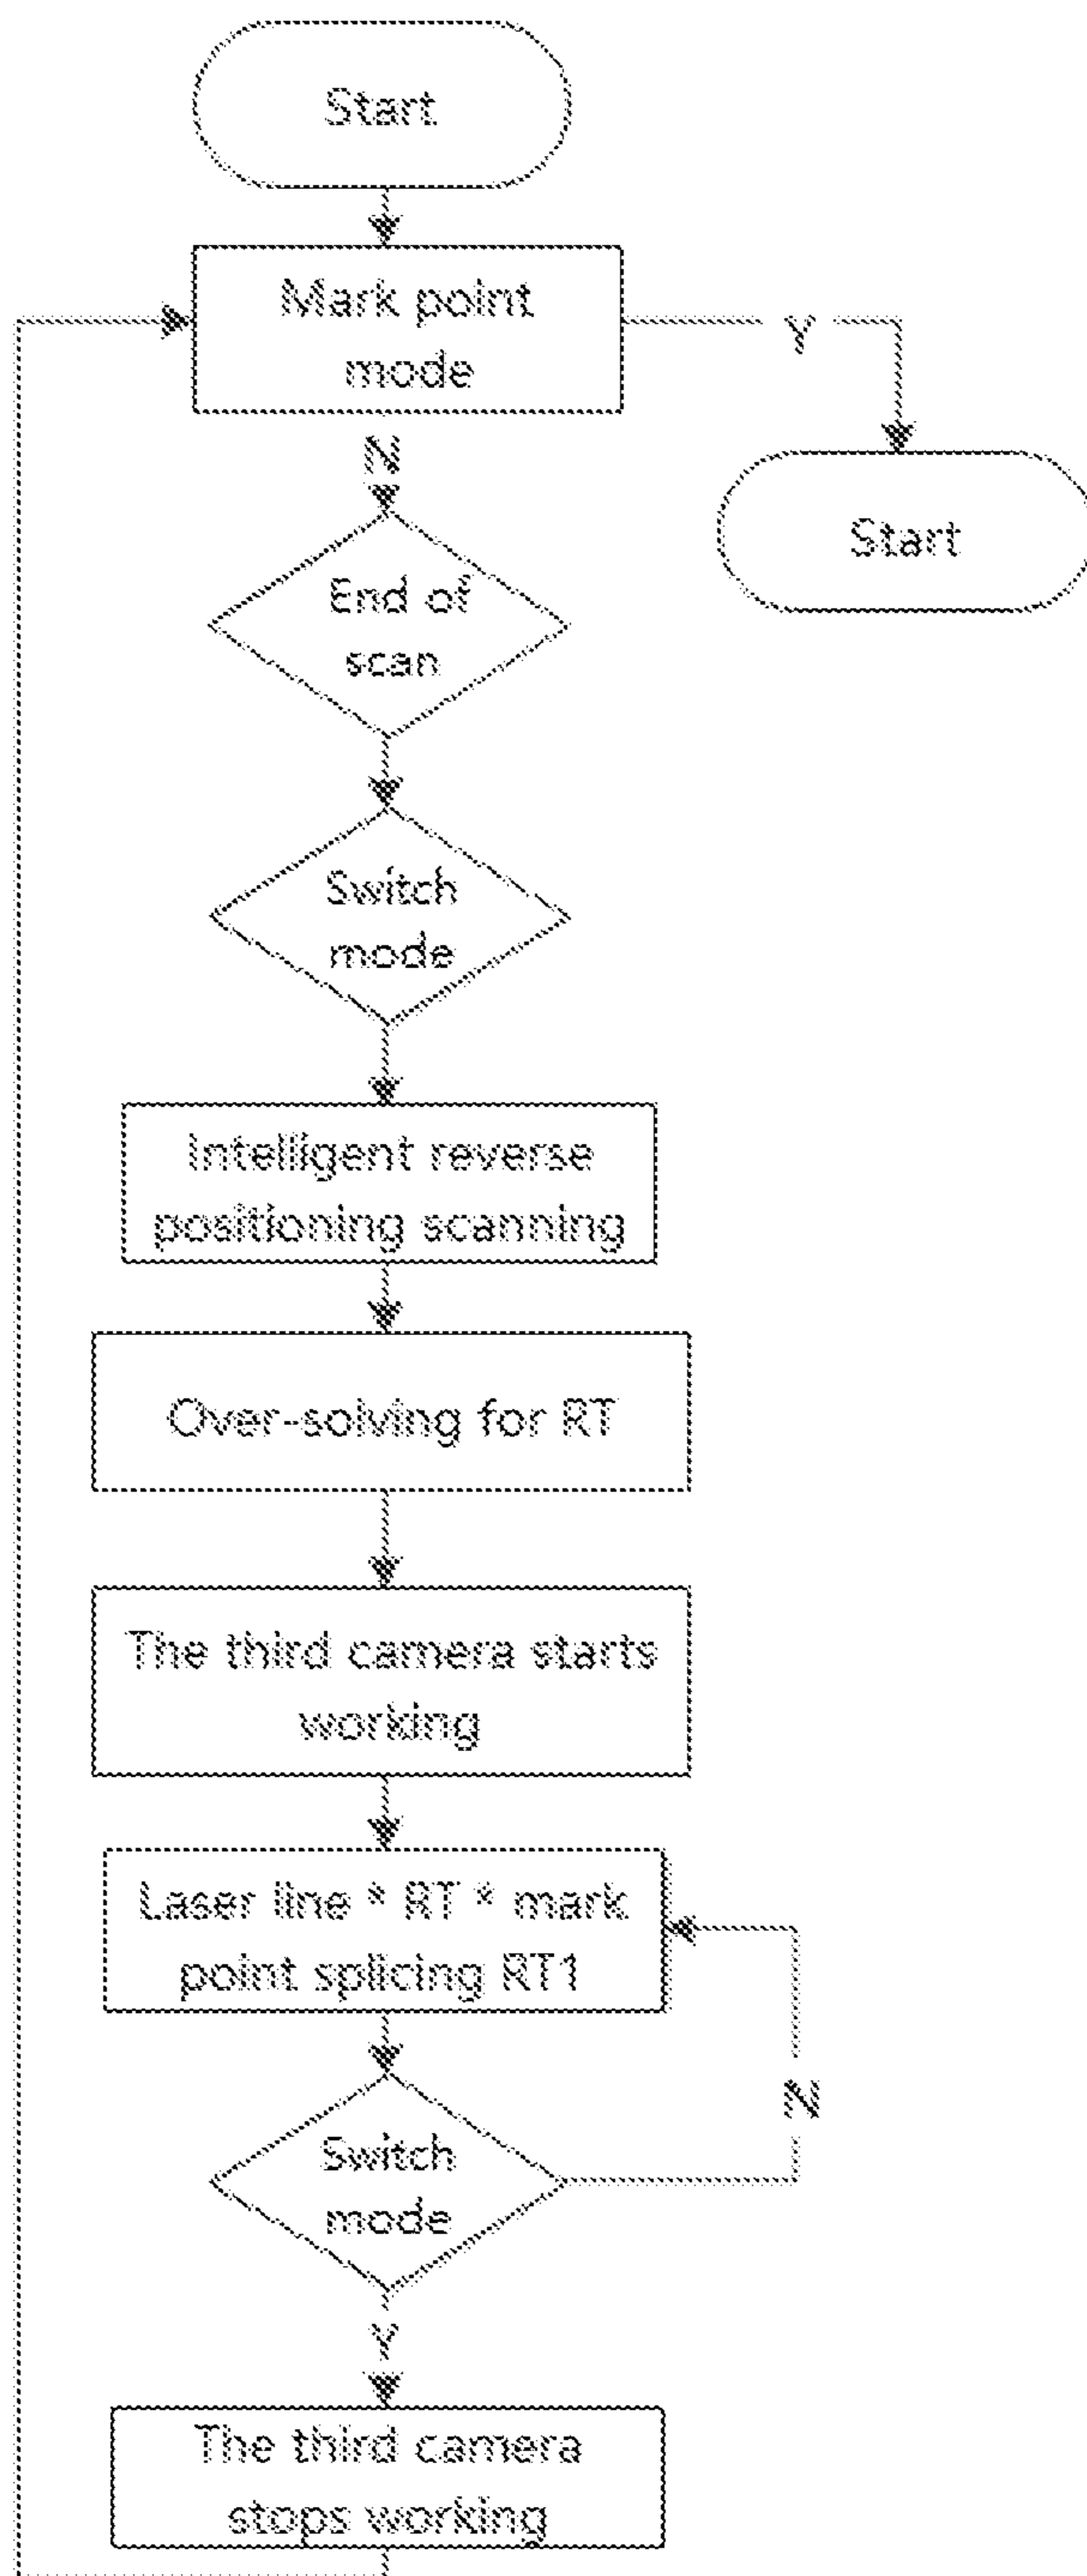 Start
Mark point
mode
Y
N
Start
End of
scan
Switch
mode
Intelligent reverse
positioning scanning
Over-solving for RT
The third camera starts
working
Laser line * RT * mark
point splicing RT1
N
Switch
mode
Y
The third camera
stops working